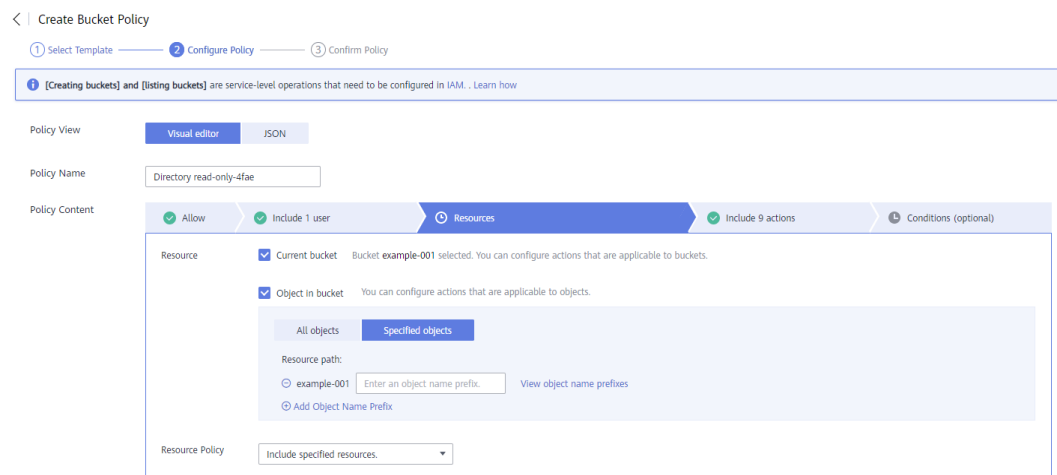 Create Bucket Policy
1 Select Template 2 Configure Policy 3 Confirm Policy
[Creating buckets] and [listing buckets] are service-level operations that need to be configured in IAM. . Learn how
Policy View Visual editor JSON
Policy Name Directory read-only-4fae
Policy Content Allow Include 1 user Resources Include 9 actions Conditions (optional)
Resource Current bucket Bucket example-001 selected. You can configure actions that are applicable to buckets.
Object in bucket You can configure actions that are applicable to objects.
All objects Specified objects
Resource path:
example-001 Enter an object name prefix. View object name prefixes
Add Object Name Prefix
Resource Policy Include specified resources.